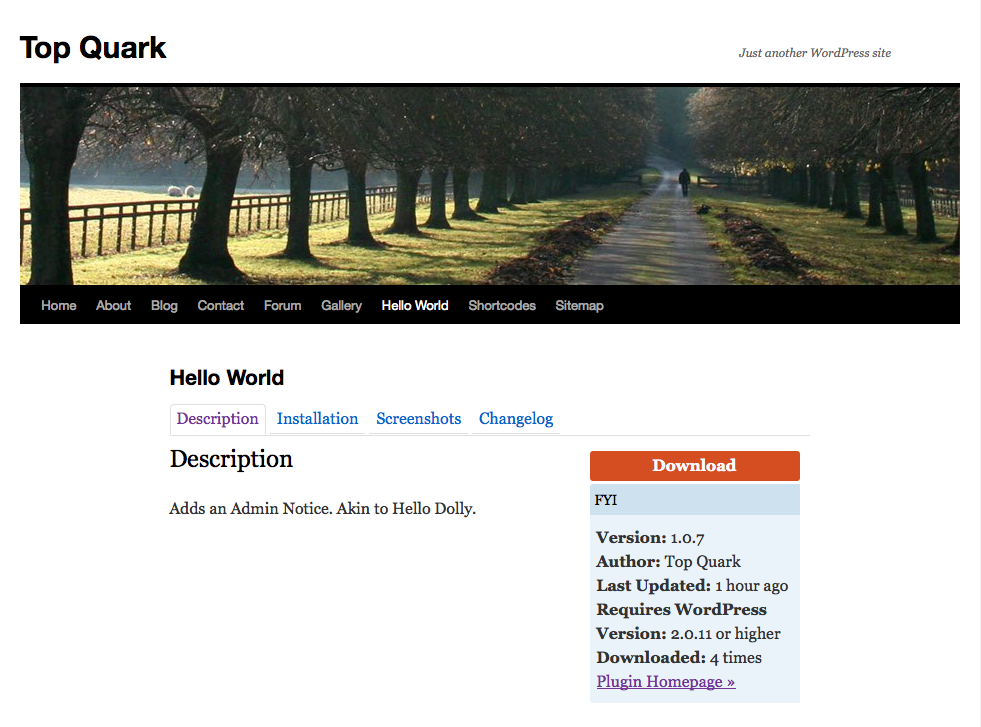 Top Quark
Just another WordPress site
Home About Blog Contact Forum Gallery Hello World Shortcodes Sitemap
Hello World
Description Installation Screenshots Changelog
Description
Adds an Admin Notice. Akin to Hello Dolly.
Download
FYI
Version: 1.0.7
Author: Top Quark
Last Updated: 1 hour ago
Requires WordPress
Version: 2.0.11 or higher
Downloaded: 4 times
Plugin Homepage »